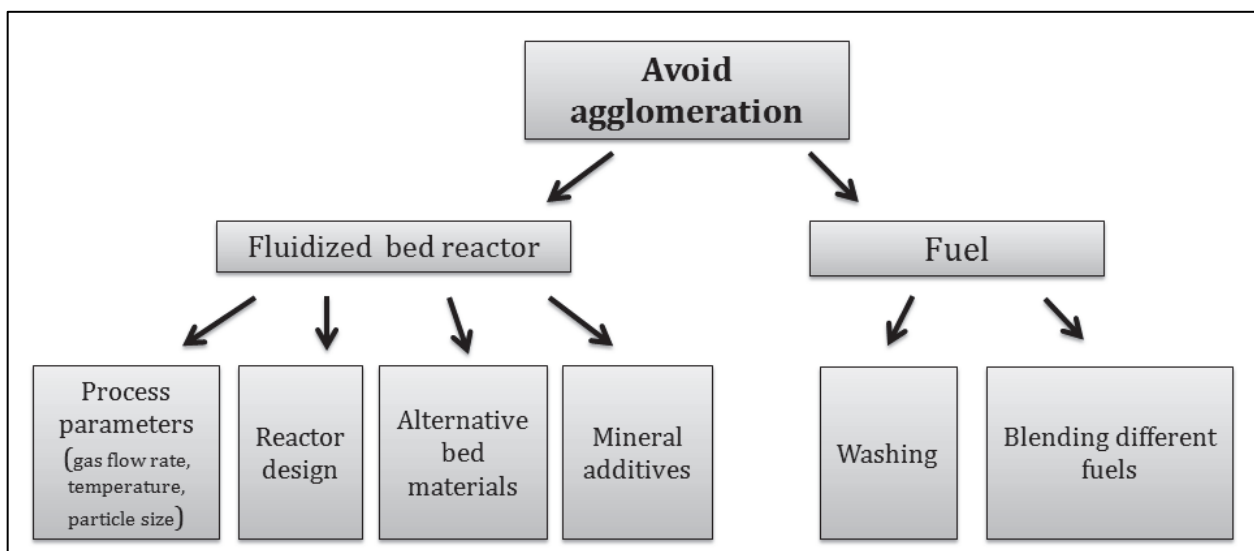 Avoid
agglomeration
Fluidized bed reactor
Fuel
Process
parameters
(gas flow rate,
temperature,
particle size)
Reactor
design
Alternative
bed
materials
Mineral
additives
Washing
Blending different
fuels